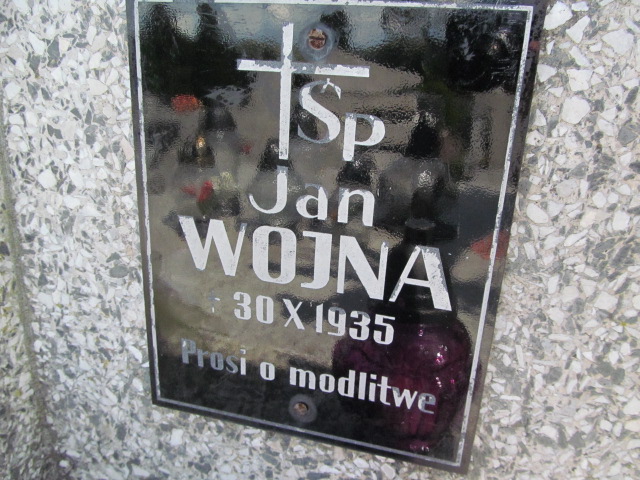 Śp
Jan
WOJNA
† 30 X 1935
Prosi o modlitwe